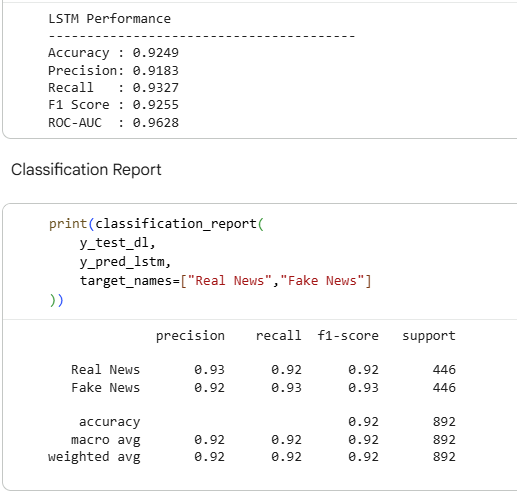 LSTM Performance
----------------------------------------
Accuracy : 0.9249
Precision: 0.9183
Recall   : 0.9327
F1 Score : 0.9255
ROC-AUC  : 0.9628
Classification Report
print(classification_report(
    y_test_dl,
    y_pred_lstm,
    target_names=["Real News","Fake News"]
))
              precision    recall  f1-score   support
   Real News       0.93      0.92      0.92       446
   Fake News       0.92      0.93      0.93       446
    accuracy                           0.92       892
   macro avg       0.92      0.92      0.92       892
weighted avg       0.92      0.92      0.92       892